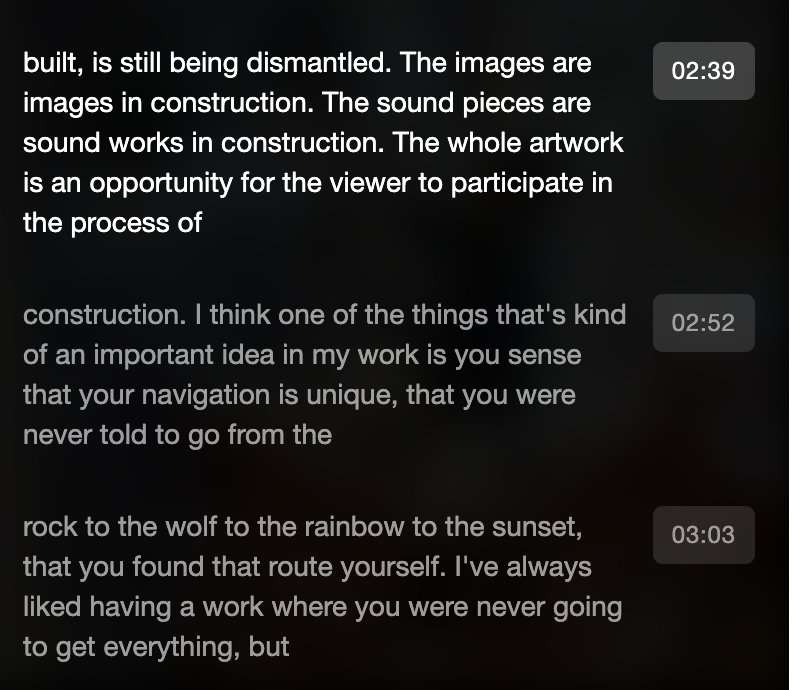 built, is still being dismantled. The images are
images in construction. The sound pieces are
sound works in construction. The whole artwork
is an opportunity for the viewer to participate in
the process of
02:39
construction. I think one of the things that's kind
of an important idea in my work is you sense
that your navigation is unique, that you were
never told to go from the
02:52
rock to the wolf to the rainbow to the sunset,
that you found that route yourself. I've always
liked having a work where you were never going
to get everything, but
03:03